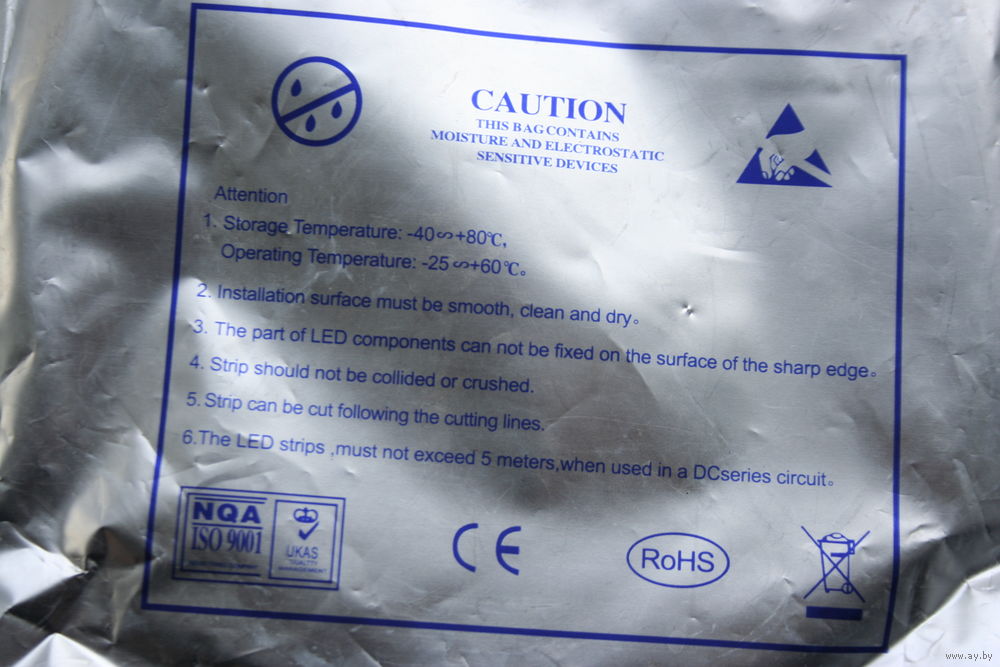 CAUTION
THIS BAG CONTAINS
MOISTURE AND ELECTROSTATIC
SENSITIVE DEVICES
Attention
1. Storage Temperature: -40∽+80℃,
Operating Temperature: -25∽+60℃。
2. Installation surface must be smooth, clean and dry。
3. The part of LED components can not be fixed on the surface of the sharp edge。
4. Strip should not be collided or crushed.
5. Strip can be cut following the cutting lines.
6.The LED strips ,must not exceed 5 meters,when used in a DCseries circuit。
NQA
ISO 9001
UKAS
MANAGEMENT
CE
RoHS
www.ay.by